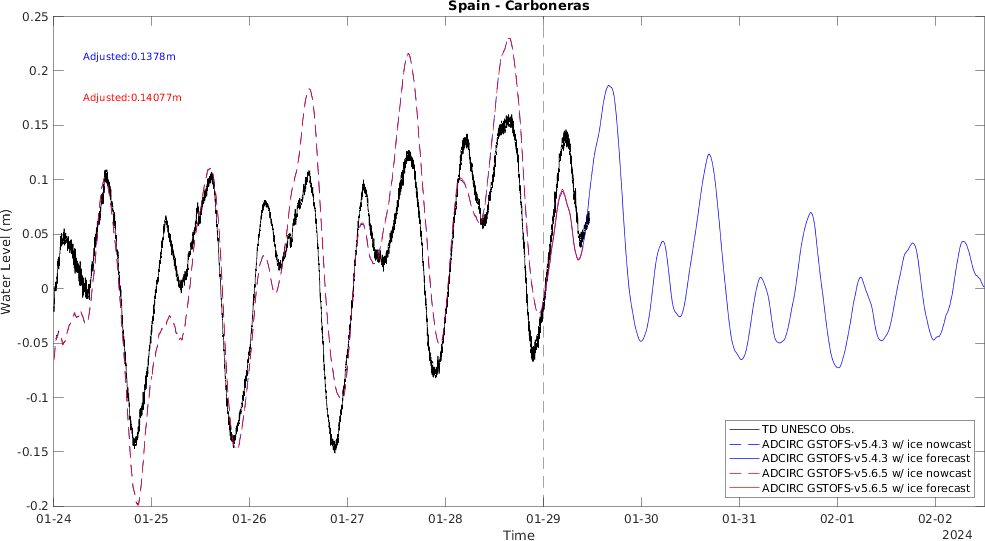 Spain - Carboneras
Adjusted:0.1378m
Adjusted:0.14077m
Water Level (m)
0.25
0.2
0.15
0.1
0.05
0
-0.05
-0.1
-0.15
-0.2
01-24 01-25 01-26 01-27 01-28 01-29 01-30 01-31 02-01 02-02
Time
2024
TD UNESCO Obs.
ADCIRC GSTOFS-v5.4.3 w/ ice nowcast
ADCIRC GSTOFS-v5.4.3 w/ ice forecast
ADCIRC GSTOFS-v5.6.5 w/ ice nowcast
ADCIRC GSTOFS-v5.6.5 w/ ice forecast